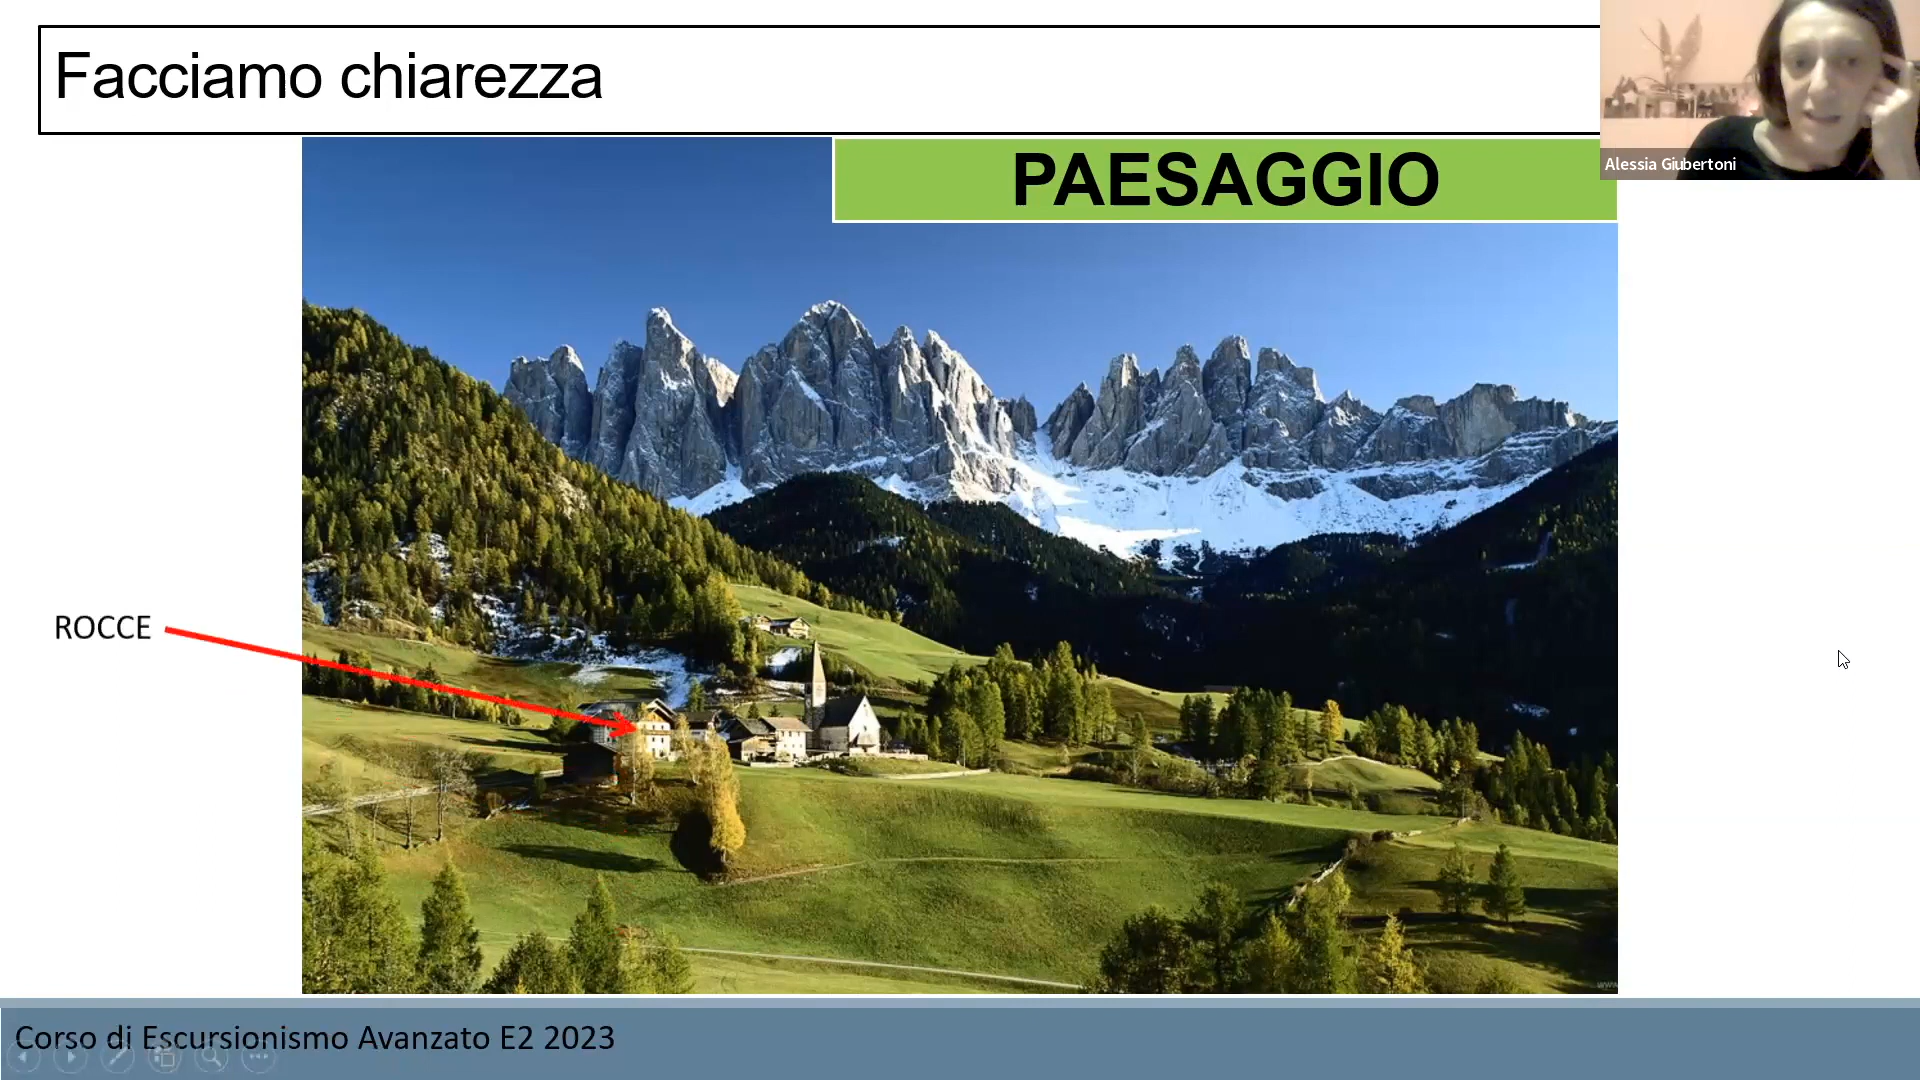 Facciamo chiarezza
PAESAGGIO
Alessia Giubertoni
ROCCE
Corso di Escursionismo Avanzato E2 2023